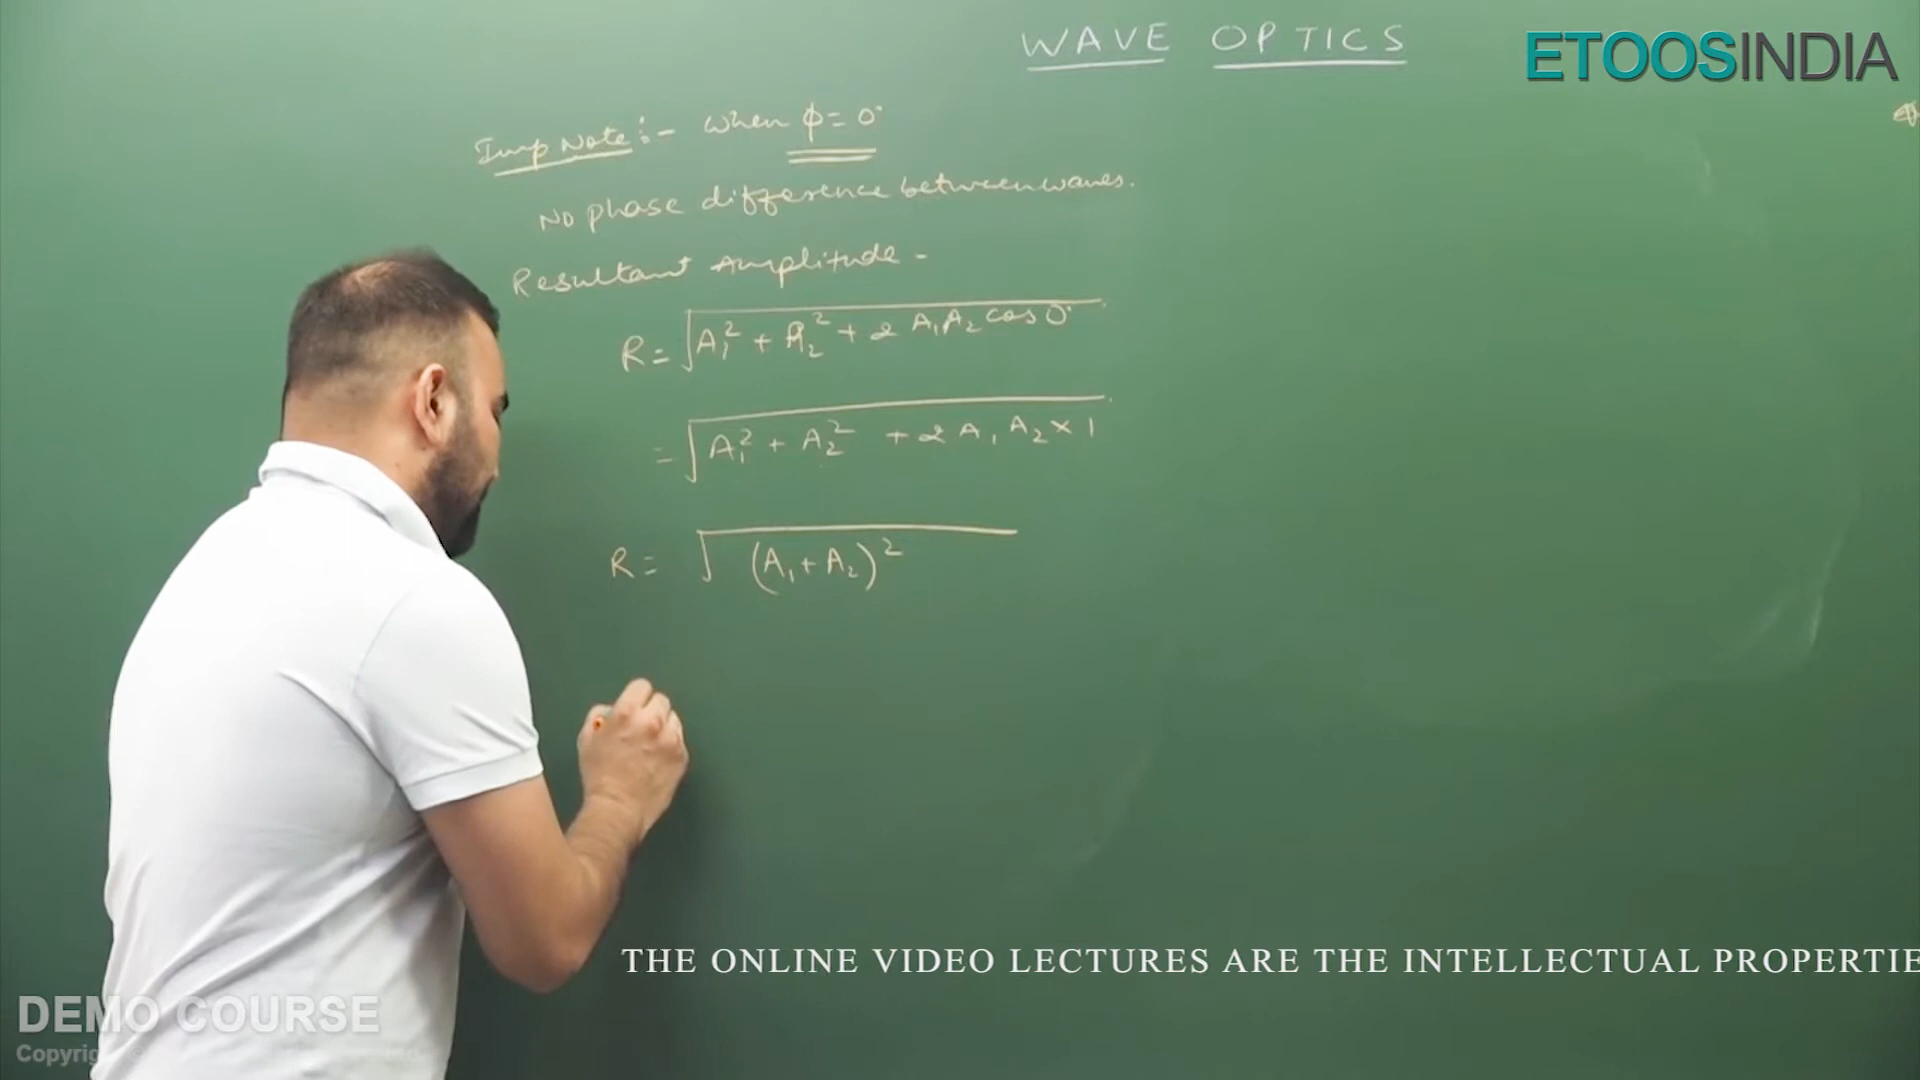 WAVE OPTICS
ETOOSINDIA
Imp Note:- when ϕ = 0°
No phase difference between waves.
Resultant Amplitude -
R = √A₁² + A₂² + 2 A₁A₂ cos 0°
= √A₁² + A₂² + 2 A₁ A₂ × 1
R = √(A₁ + A₂)²
THE ONLINE VIDEO LECTURES ARE THE INTELLECTUAL PROPERTIE
DEMO COURSE